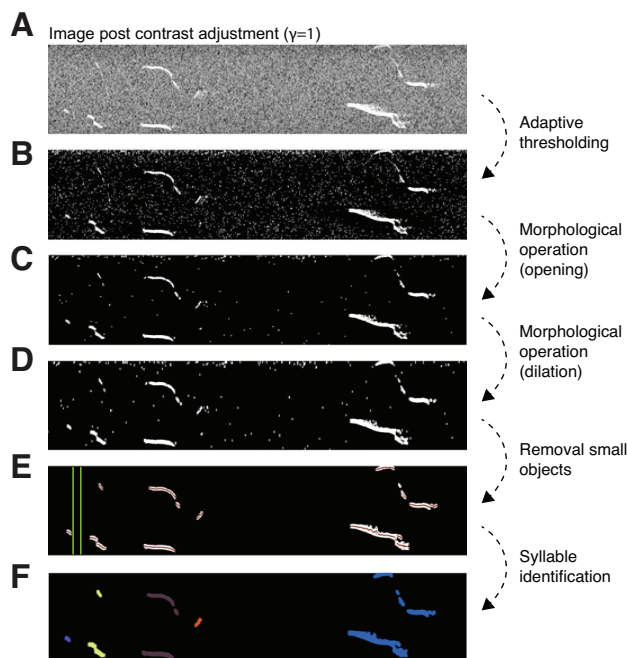 A
Image post contrast adjustment (γ=1)
Adaptive
thresholding
B
Morphological
operation
(opening)
C
Morphological
operation
(dilation)
D
Removal small
objects
E
Syllable
identification
F